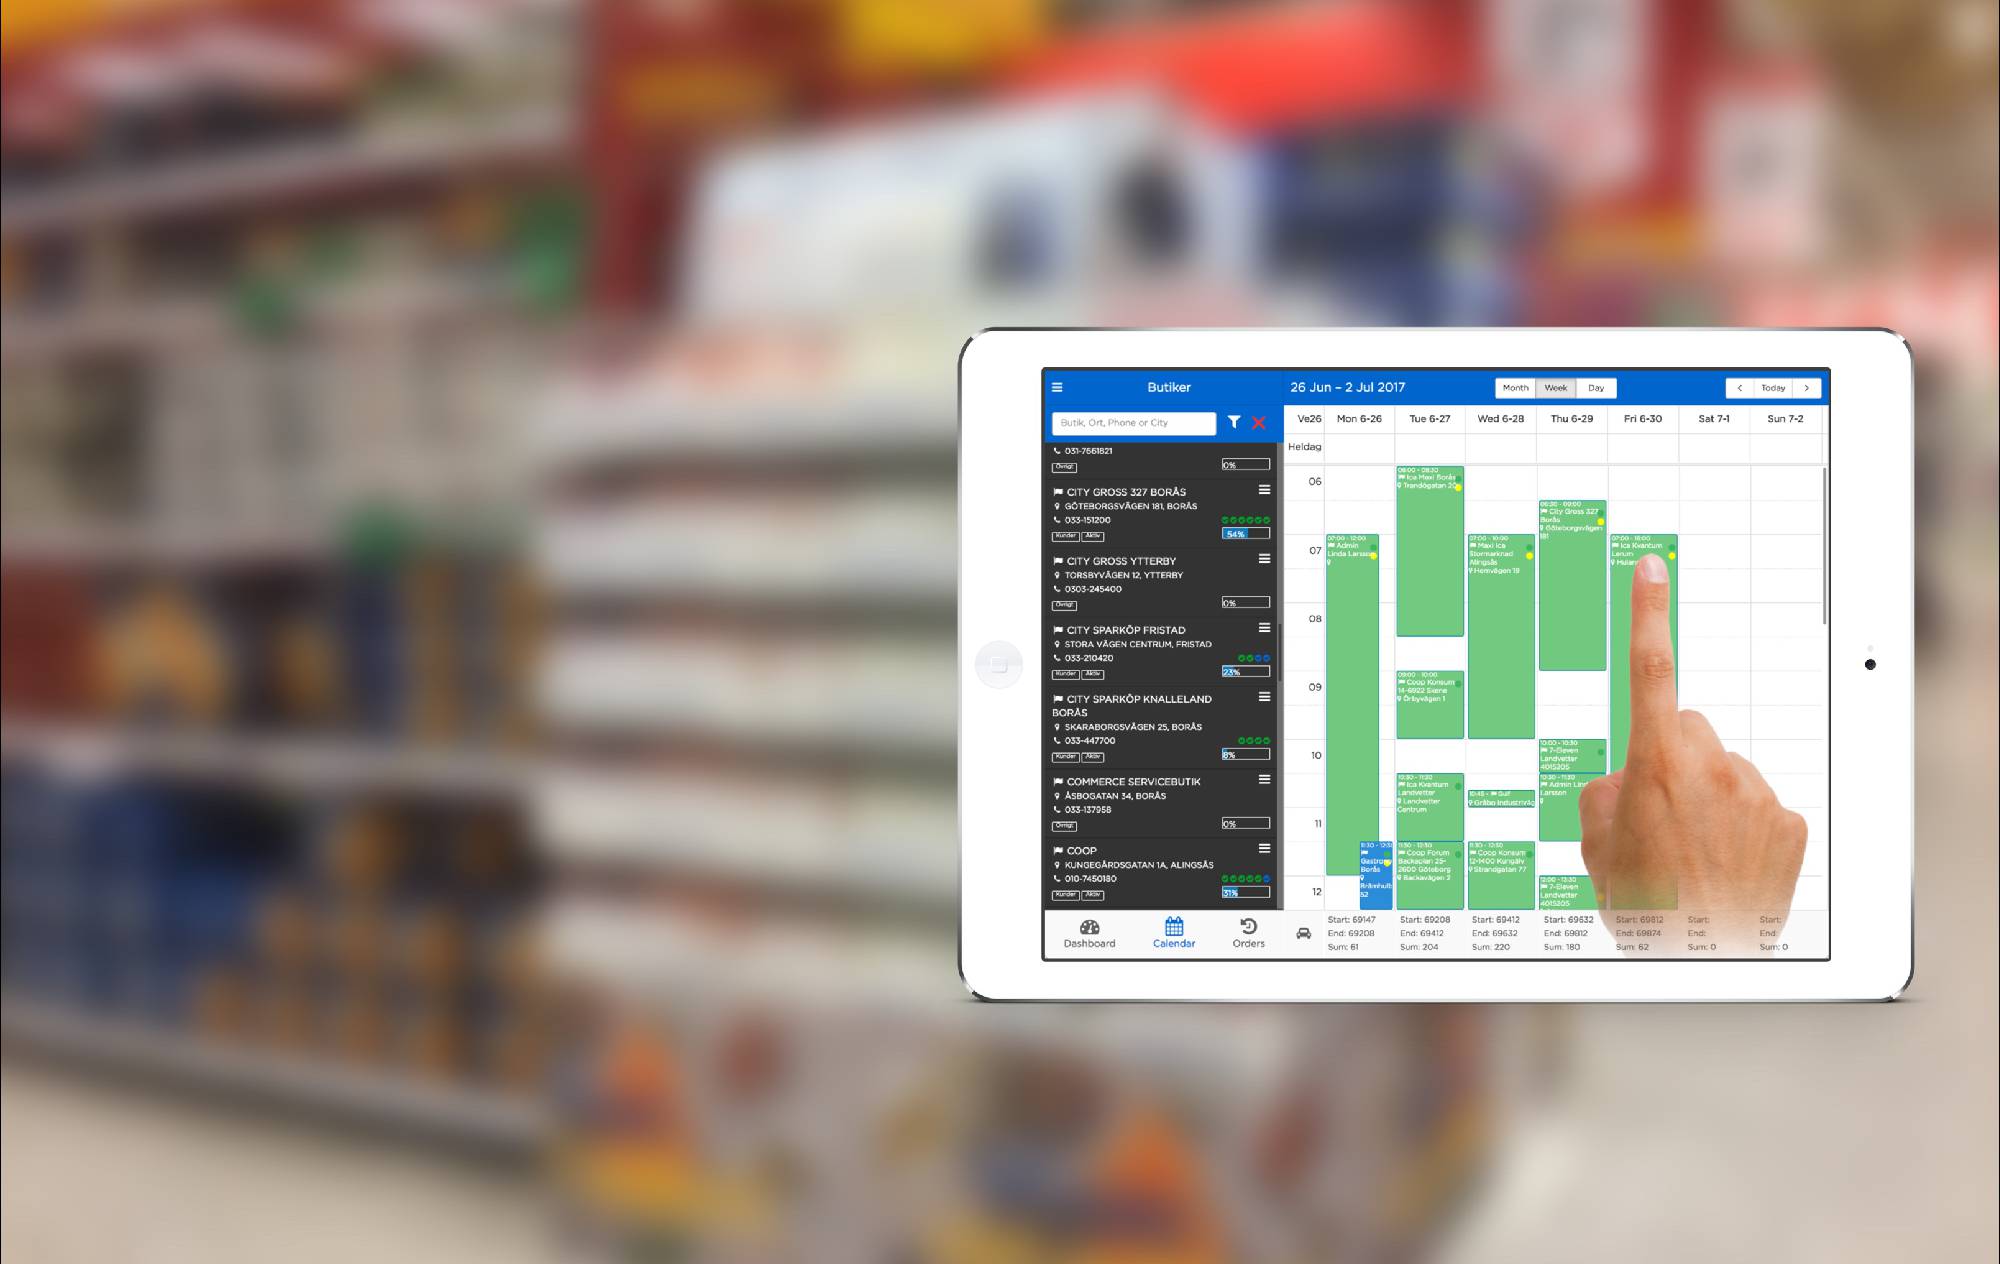 Butiker
26 Jun – 2 Jul 2017
Month
Week
Day
Today
Butik, Ort, Phone or City
031-7661821
Övrigt
0%
CITY GROSS 327 BORÅS
GÖTEBORGSVÄGEN 181, BORÅS
033-151200
Kunder Aktiv
54%
CITY GROSS YTTERBY
TORSBYVÄGEN 12, YTTERBY
0303-245400
Övrigt
0%
CITY SPARKÖP FRISTAD
STORA VÄGEN CENTRUM, FRISTAD
033-210420
Kunder Aktiv
23%
CITY SPARKÖP KNALLELAND
BORÅS
SKARABORGSVÄGEN 25, BORÅS
033-447700
Kunder Aktiv
8%
COMMERCE SERVICEBUTIK
ÅSBOGATAN 34, BORÅS
033-137958
Övrigt
0%
COOP
KUNGEGÅRDSGATAN 1A, ALINGSÅS
010-7450180
Kunder Aktiv
31%
Dashboard
Calendar
Orders
Ve26 Mon 6-26 Tue 6-27 Wed 6-28 Thu 6-29 Fri 6-30 Sat 7-1 Sun 7-2
Heldag
06
07
08
09
10
11
12
07:00 - 12:00
Admin
Linda Larsson
11:30 - 12:30
Gastro
Borås
52
06:00 - 08:30
Ica Maxi Borås
Trandögatan 20
09:00 - 10:00
Coop Konsum
14-6922 Skene
Örbyvägen 1
10:30 - 11:30
Ica Kvantum
Landvetter
Landvetter
Centrum
11:30 - 12:30
Coop Forum
Backaplan 25-
2600 Göteborg
Backavägen 2
07:00 - 10:00
Maxi Ica
Stormarknad
Alingsås
Hemvägen 19
10:45 - Gulf
Gråbo Industriväg
11:30 - 12:30
Coop Konsum
12-1400 Kungälv
Strandgatan 77
06:30 - 09:00
City Gross 327
Borås
Göteborgsvägen
181
10:00 - 10:30
7-Eleven
Landvetter
4015205
10:30 - 11:30
Admin Lin
Larsson
12:00 - 13:30
7-Eleven
Landvetter
4015205
Ica Kvantum
Lerum
Start: 69147
End: 69208
Sum: 61
Start: 69208
End: 69412
Sum: 204
Start: 69412
End: 69632
Sum: 220
Start: 69632
End: 69812
Sum: 180
Start: 69812
End: 69874
Sum: 62
Start:
End:
Sum: 0
Start:
End:
Sum: 0